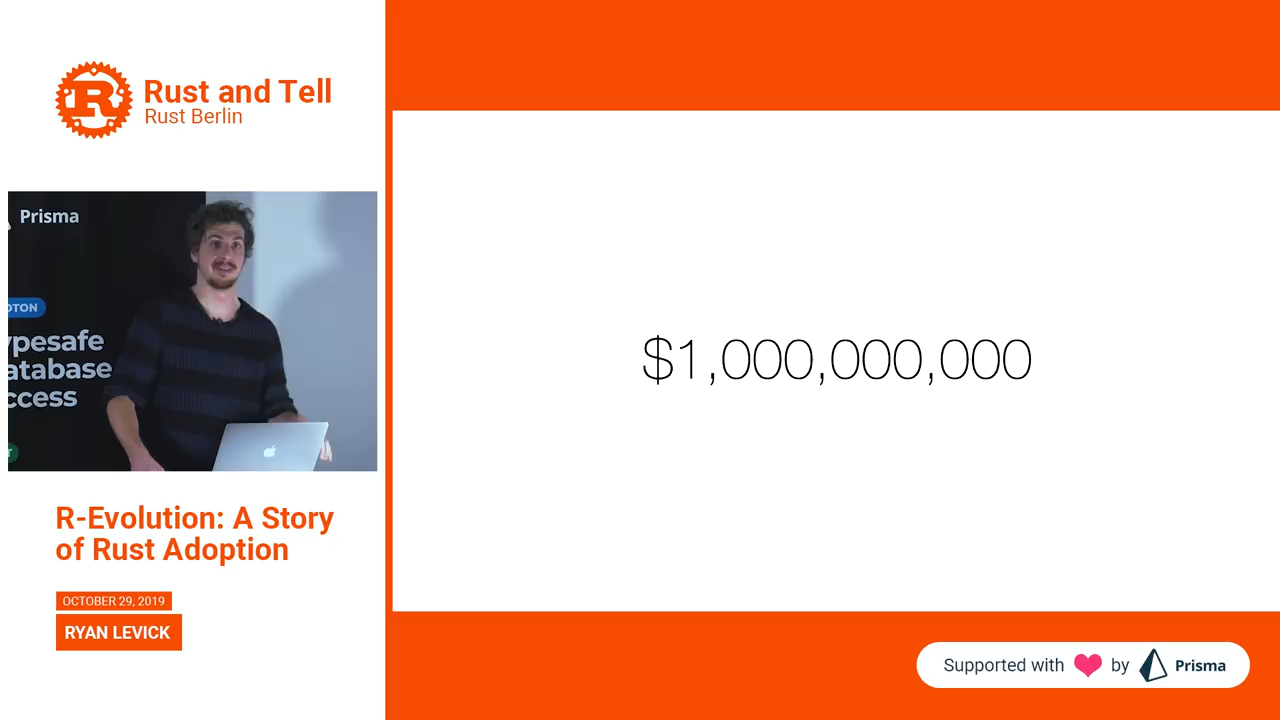 Rust and Tell
Rust Berlin
Prisma
OTON
ypesafe
atabase
ccess
R-Evolution: A Story
of Rust Adoption
OCTOBER 29, 2019
RYAN LEVICK
$1,000,000,000
Supported with by Prisma